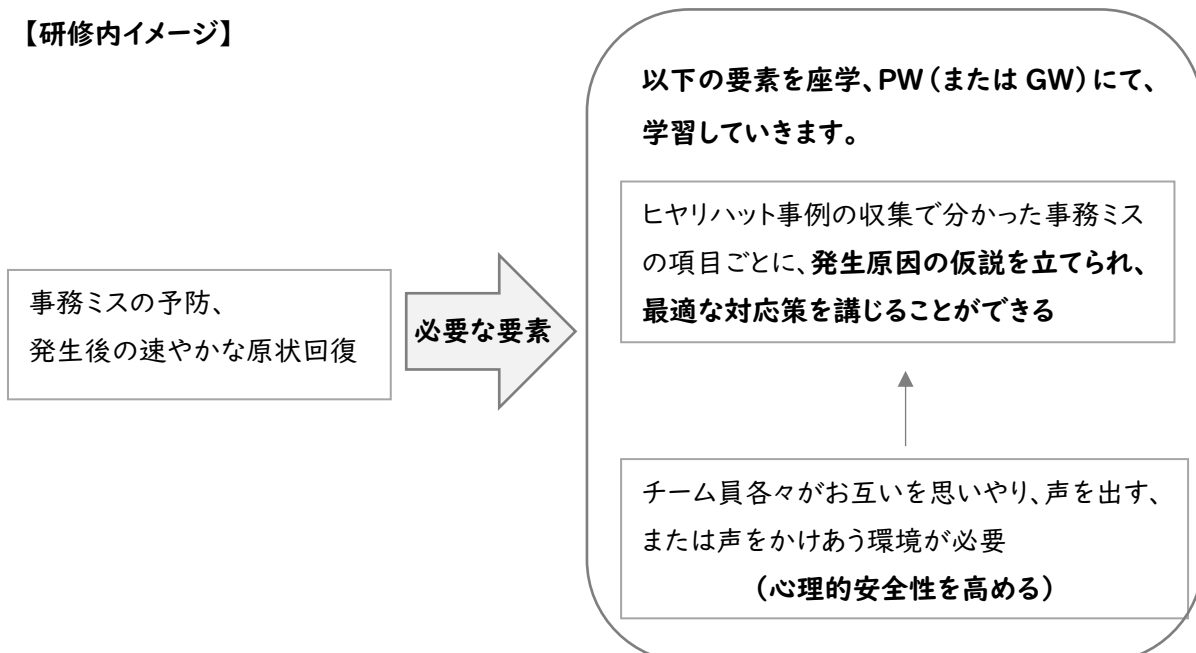 【研修内イメージ】
以下の要素を座学、PW(または GW)にて、
学習していきます。
ヒヤリハット事例の収集で分かった事務ミス
の項目ごとに、発生原因の仮説を立てられ、
最適な対応策を講じることができる
事務ミスの予防、
発生後の速やかな原状回復
必要な要素
チーム員各々がお互いを思いやり、声を出す、
または声をかけあう環境が必要
(心理的安全性を高める)